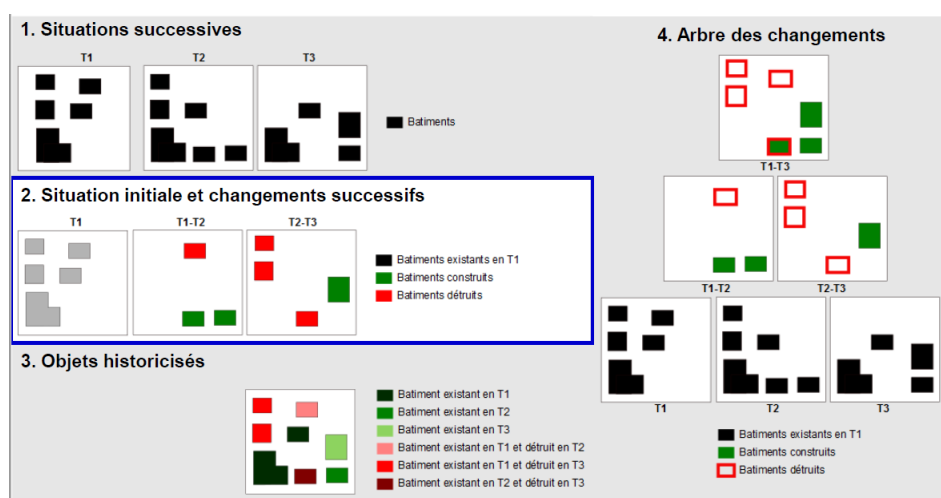 1. Situations successives
T1
T2
T3
Batiments
2. Situation initiale et changements successifs
T1
T1-T2
T2-T3
Batiments existants en T1
Batiments construits
Batiments détruits
3. Objets historicisés
Batiment existant en T1
Batiment existant en T2
Batiment existant en T3
Batiment existant en T1 et détruit en T2
Batiment existant en T1 et détruit en T3
Batiment existant en T2 et détruit en T3
4. Arbre des changements
T1-T3
T1-T2
T2-T3
T1
T2
T3
Batiments existants en T1
Batiments construits
Batiments détruits